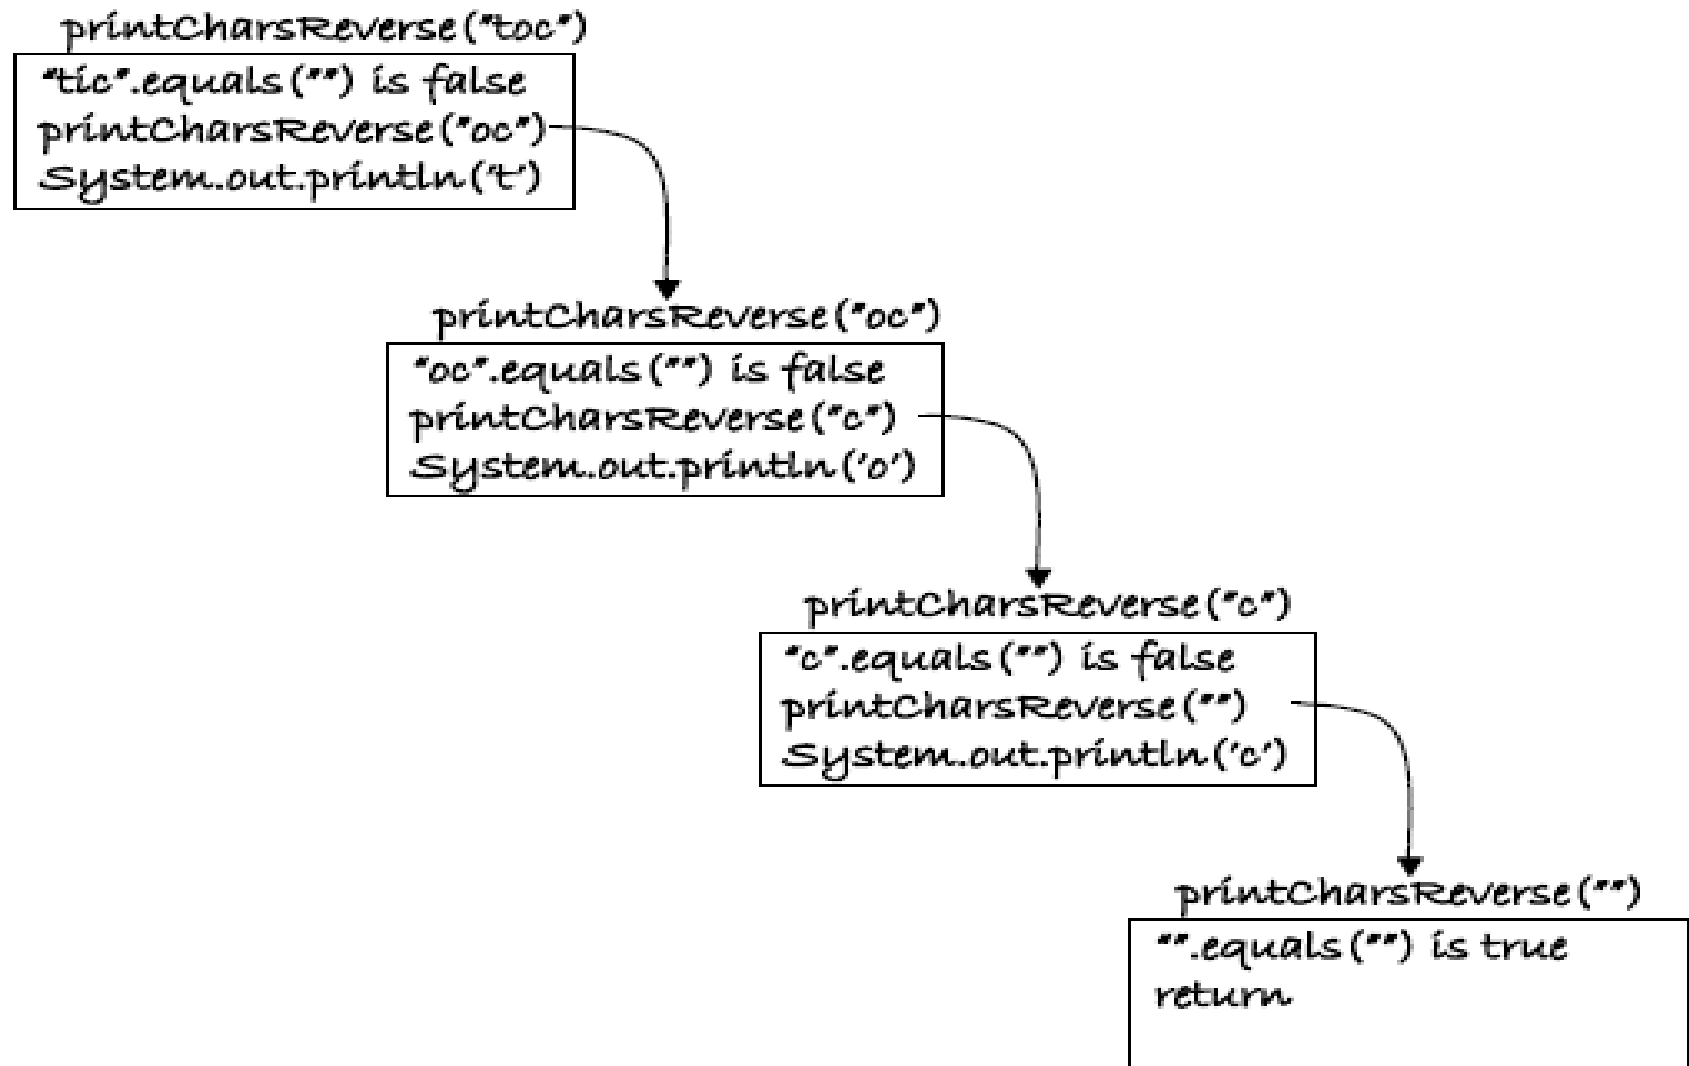 printCharsReverse("toc")
"tic".equals("") is false
printCharsReverse("oc")
System.out.println('t')
printCharsReverse("oc")
"oc".equals("") is false
printCharsReverse("c")
System.out.println('o')
printCharsReverse("c")
"c".equals("") is false
printCharsReverse("")
System.out.println('c')
printCharsReverse("")
"".equals("") is true
return